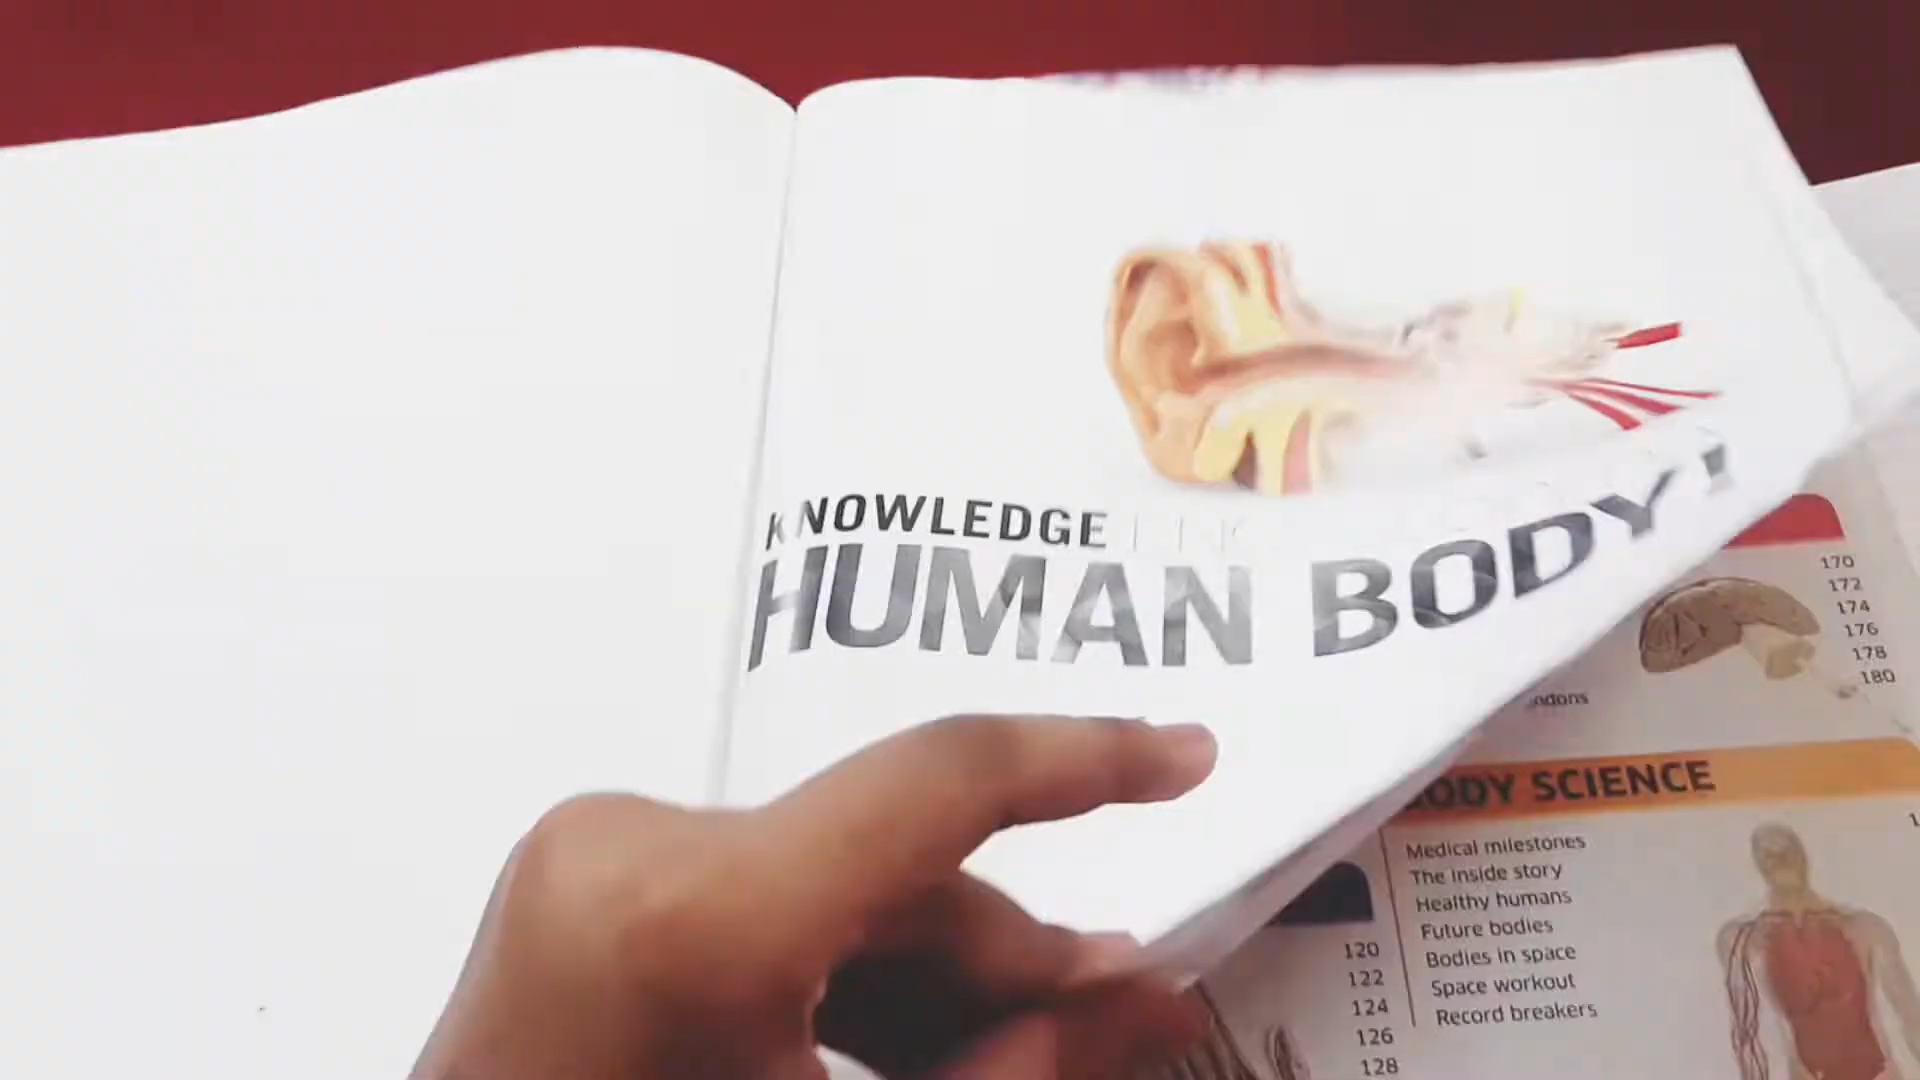 KNOWLEDGE
HUMAN BODY!
170
172
174
176
178
180
BODY SCIENCE
Medical milestones
The inside story
Healthy humans
Future bodies
Bodies in space
Space workout
Record breakers
120
122
124
126
128